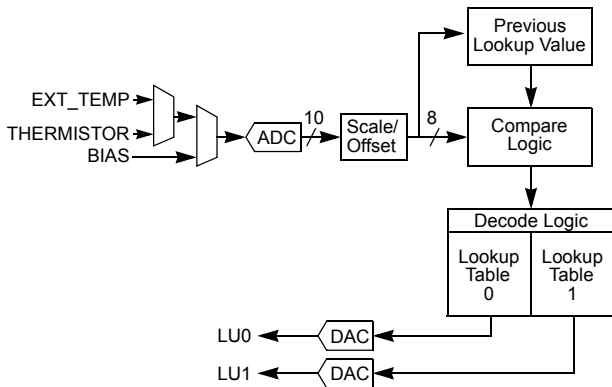 Previous
Lookup Value
EXT_TEMP
THERMISTOR
BIAS
ADC
10
Scale/
Offset
8
Compare
Logic
Decode Logic
Lookup
Table
0
Lookup
Table
1
LU0
DAC
LU1
DAC